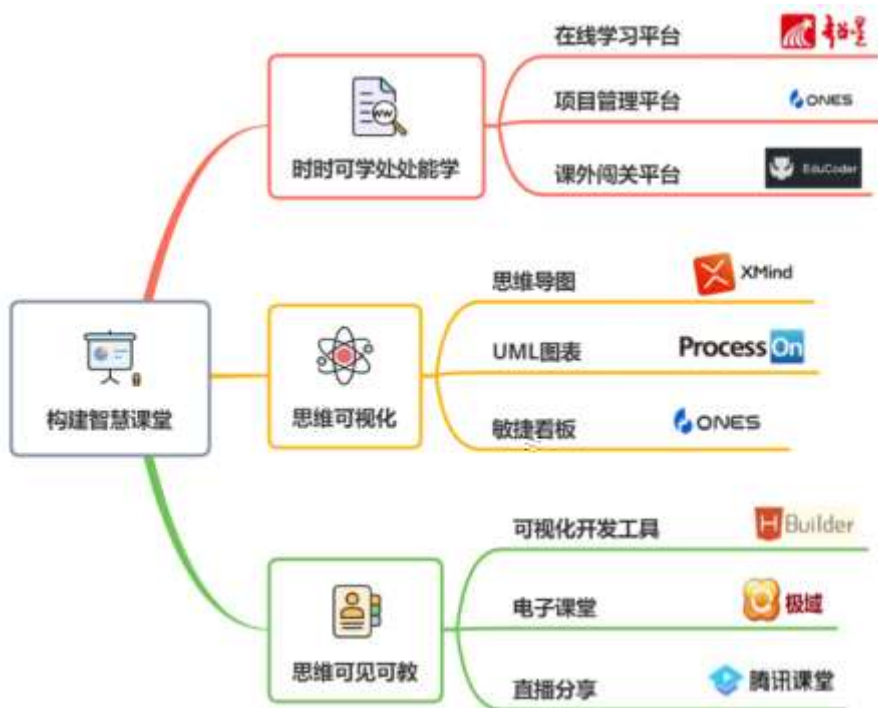 在线学习平台
项目管理平台
ONES
课外闯关平台
EduCoder
WW
时时可学处处能学
思维导图
XMind
UML图表
ProcessOn
敏捷看板
ONES
构建智慧课堂
思维可视化
可视化开发工具
HBuilder
电子课堂
极域
思维可见可教
直播分享
腾讯课堂